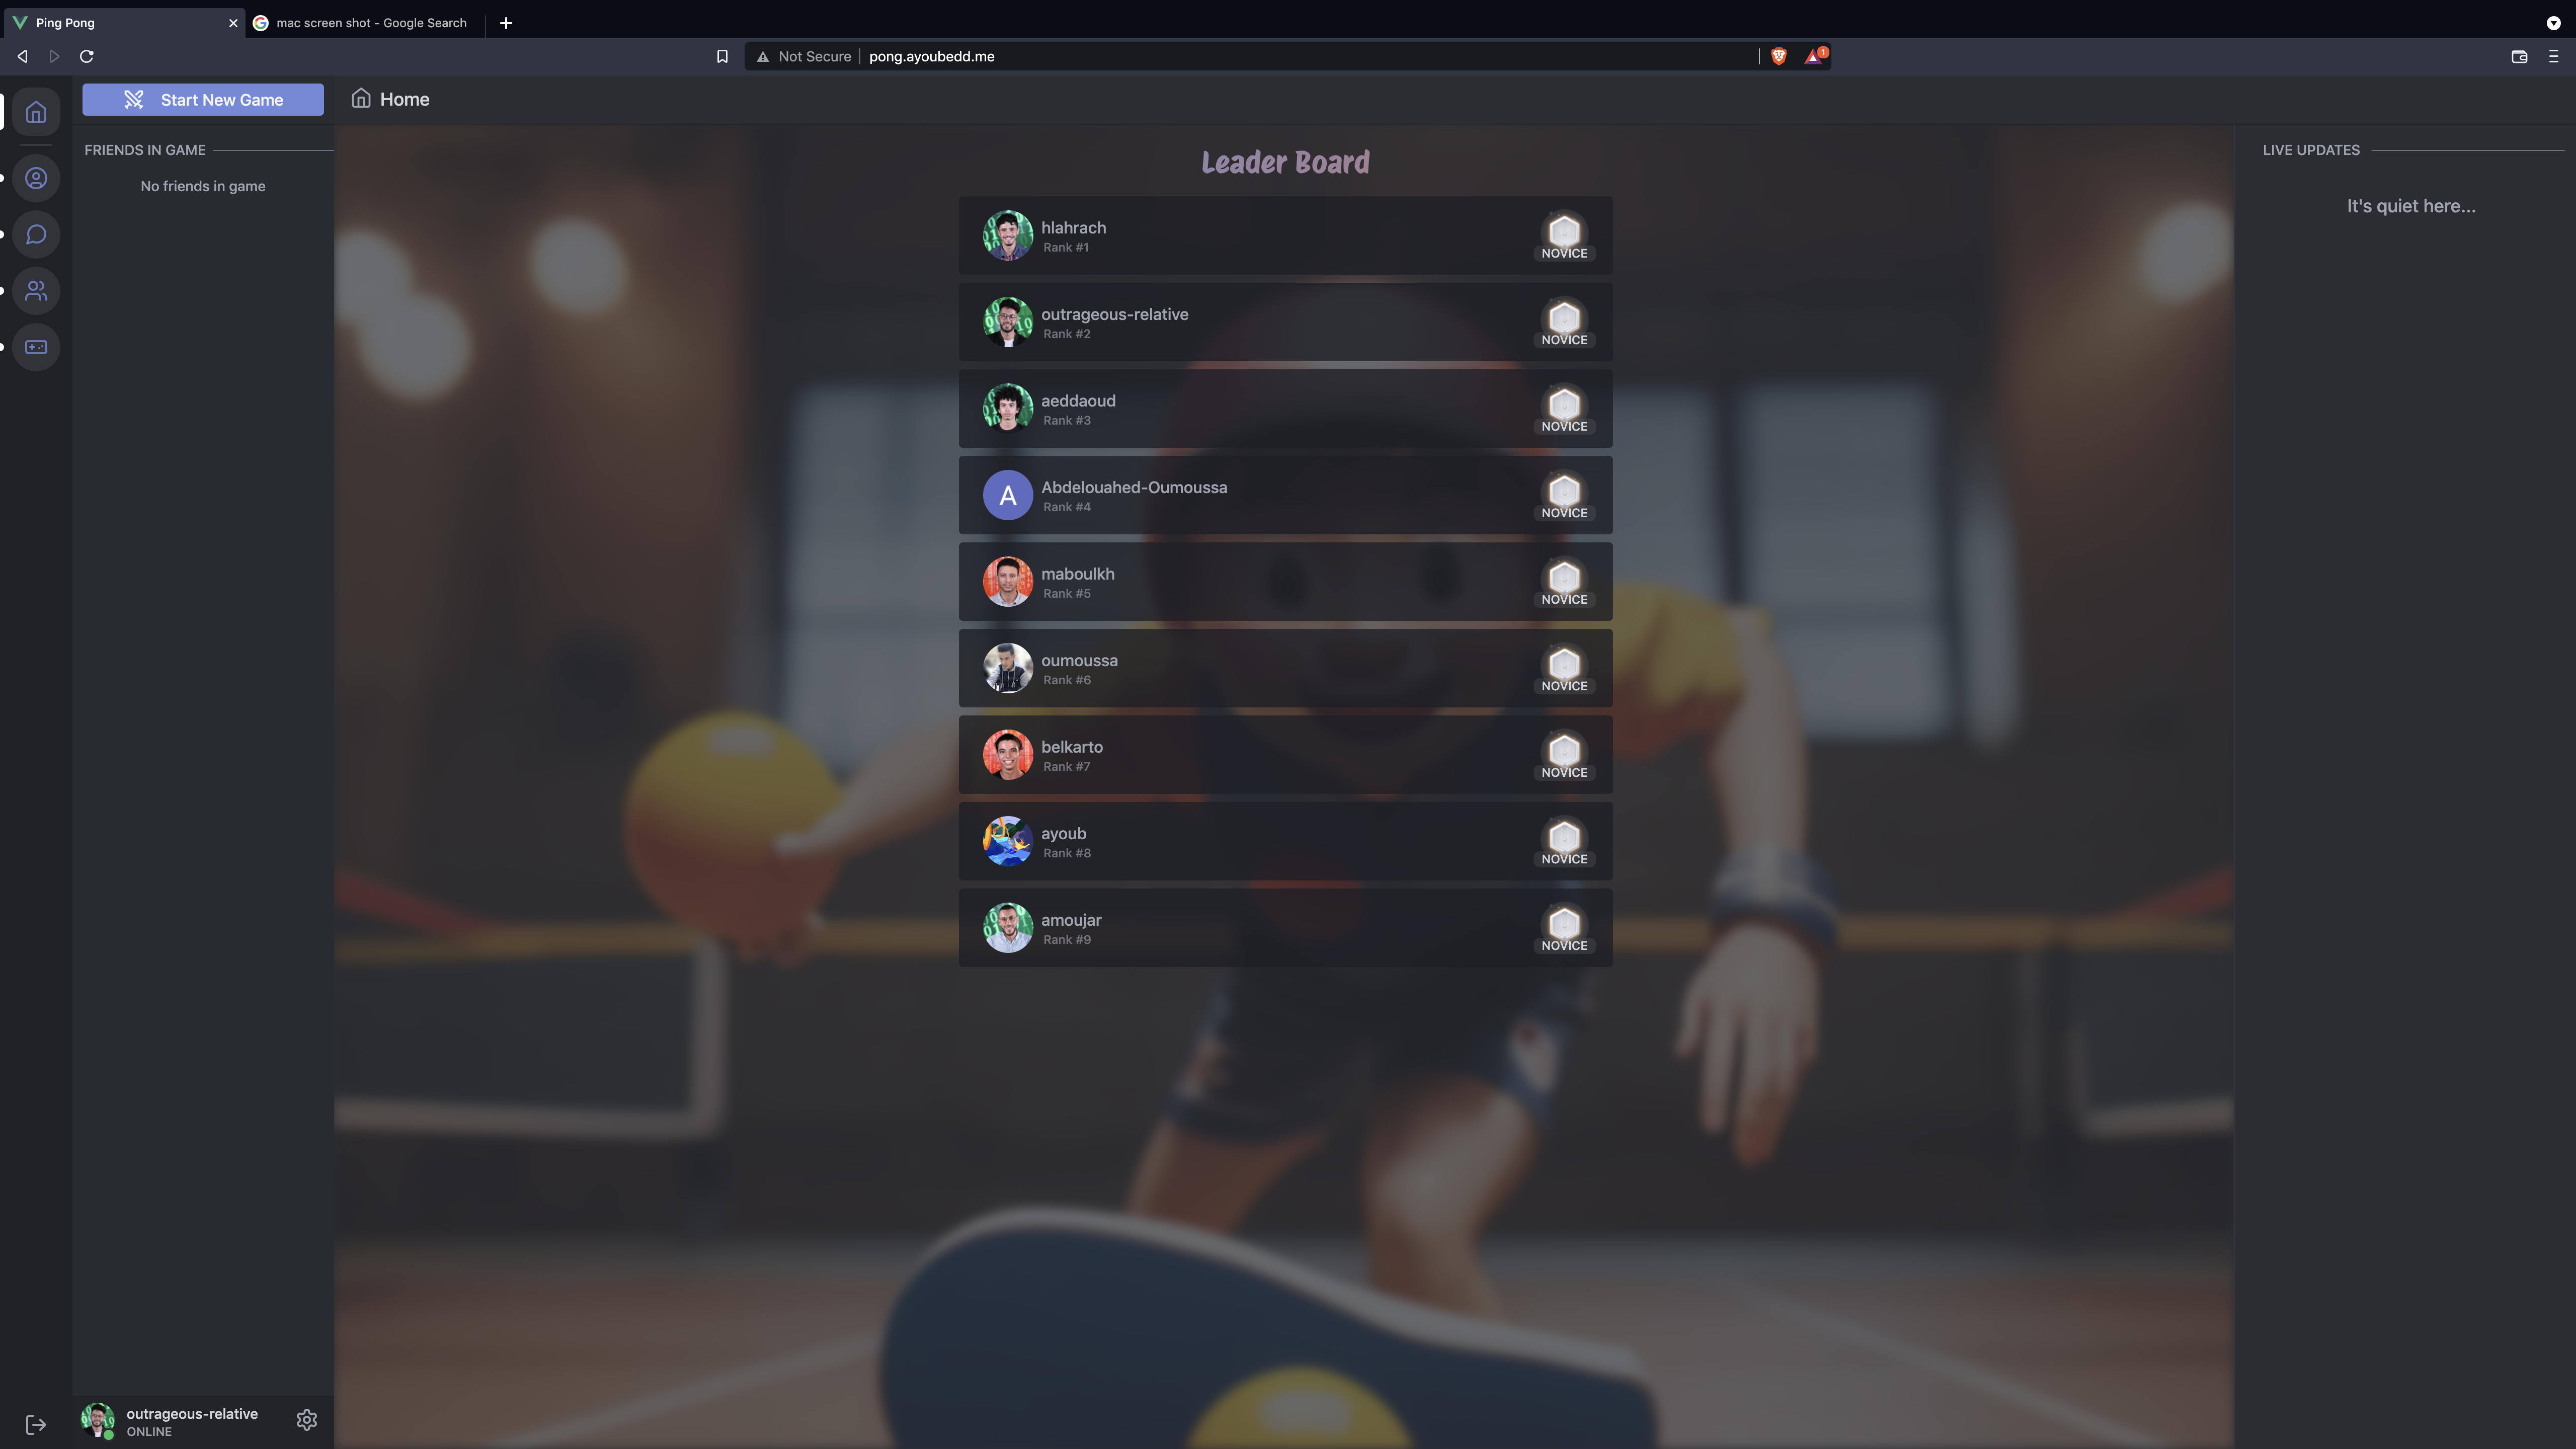 Ping Pong
mac screen shot - Google Search
Not Secure
pong.ayoubedd.me
1
Start New Game
Home
FRIENDS IN GAME
No friends in game
Leader Board
hlahrach
Rank #1
NOVICE
outrageous-relative
Rank #2
NOVICE
aeddaoud
Rank #3
NOVICE
A
Abdelouahed-Oumoussa
Rank #4
NOVICE
maboulkh
Rank #5
NOVICE
oumoussa
Rank #6
NOVICE
belkarto
Rank #7
NOVICE
ayoub
Rank #8
NOVICE
amoujar
Rank #9
NOVICE
LIVE UPDATES
It's quiet here...
outrageous-relative
ONLINE